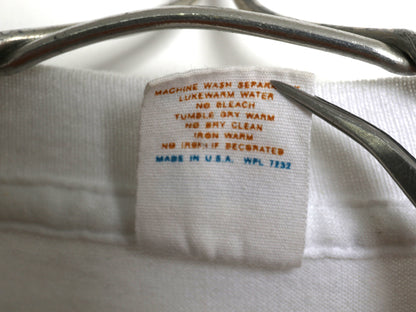 MACHINE WASH SEPAR
LUKEWARM WATER
NO BLEACH
TUMBLE DRY WARM
NO DRY CLEAN
IRON WARM
NO IRON IF DECORATED
MADE IN U.S.A. WPL 7232